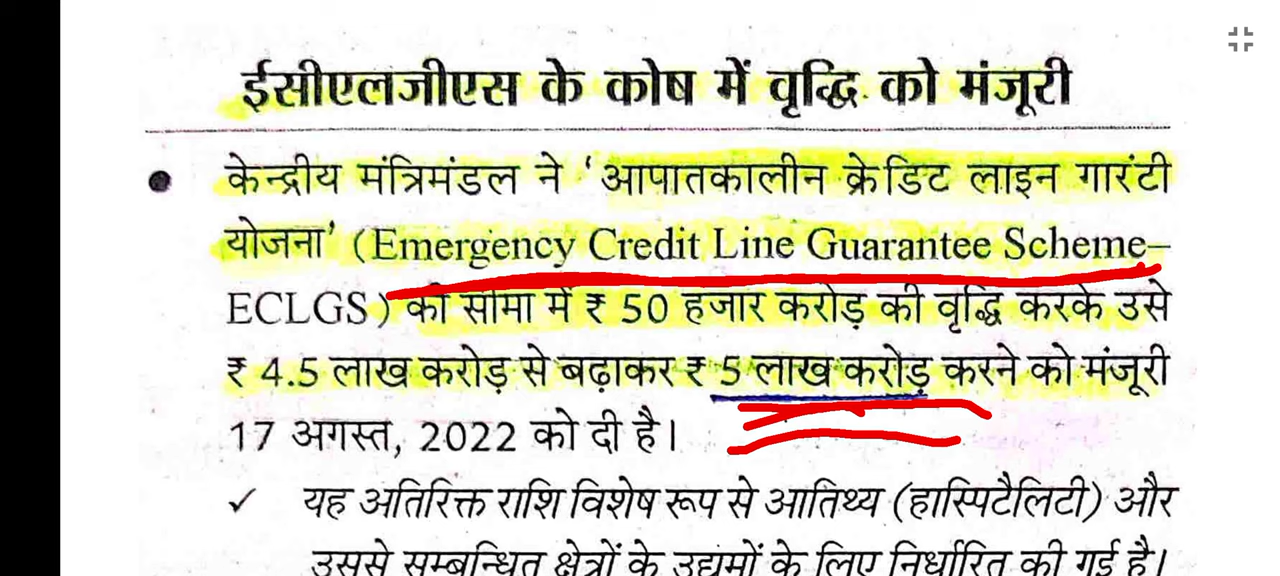 ईसीएलजीएस के कोष में वृद्धि को मंजूरी
● केन्द्रीय मंत्रिमंडल ने ‘आपातकालीन क्रेडिट लाइन गारंटी
योजना’ (Emergency Credit Line Guarantee Scheme–
ECLGS) की सीमा में ₹ 50 हजार करोड़ की वृद्धि करके उसे
₹ 4.5 लाख करोड़ से बढ़ाकर ₹ 5 लाख करोड़ करने को मंजूरी
17 अगस्त, 2022 को दी है।
✓ यह अतिरिक्त राशि विशेष रूप से आतिथ्य (हास्पिटैलिटी) और
उससे सम्बन्धित क्षेत्रों के उद्यमों के लिए निर्धारित की गई है।